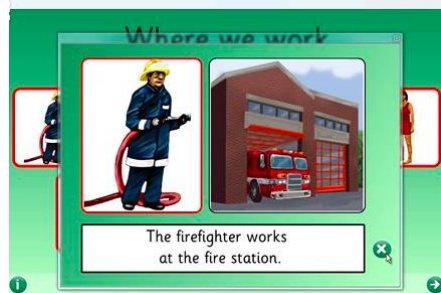 Where we work
The firefighter works
at the fire station.